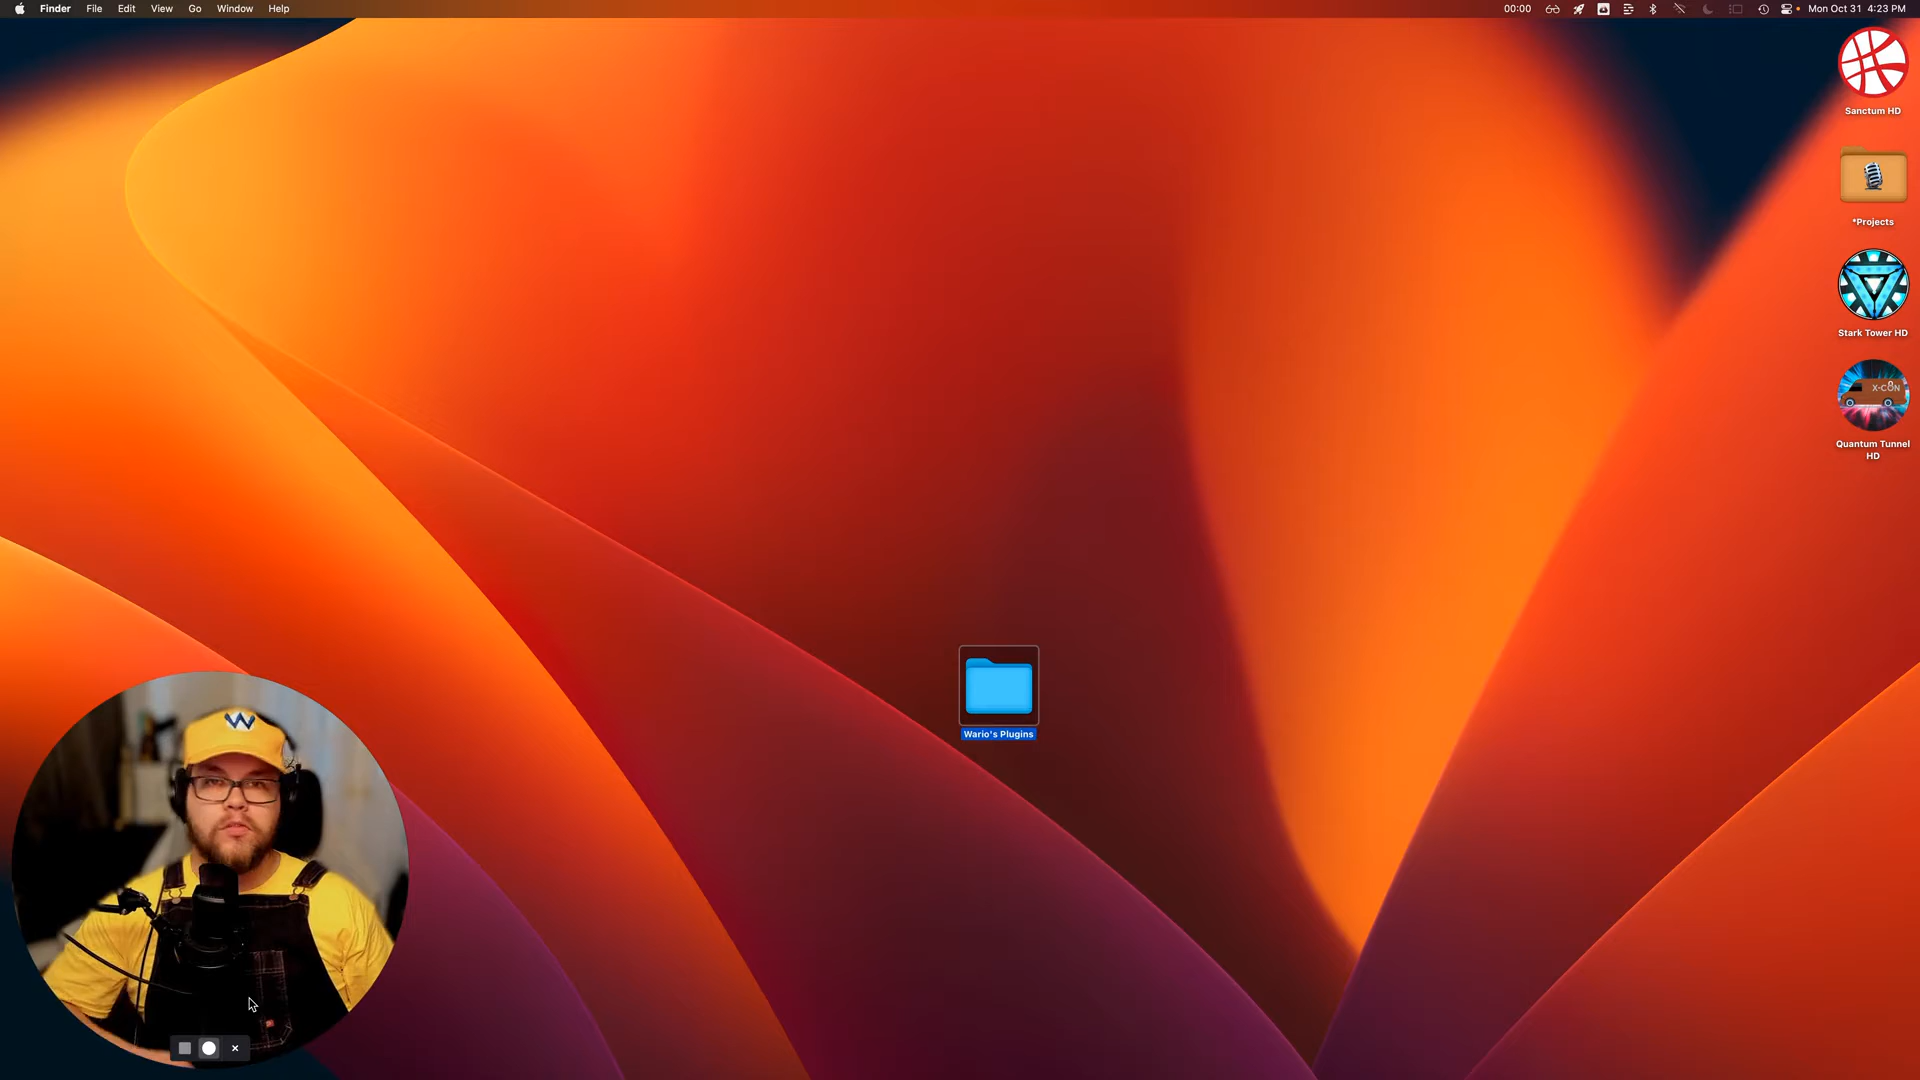 Finder File Edit View Go Window Help 00:00 Mon Oct 31 4:23 PM
Sanctum HD
*Projects
Stark Tower HD
X-CON
Quantum Tunnel
HD
Wario's Plugins
W